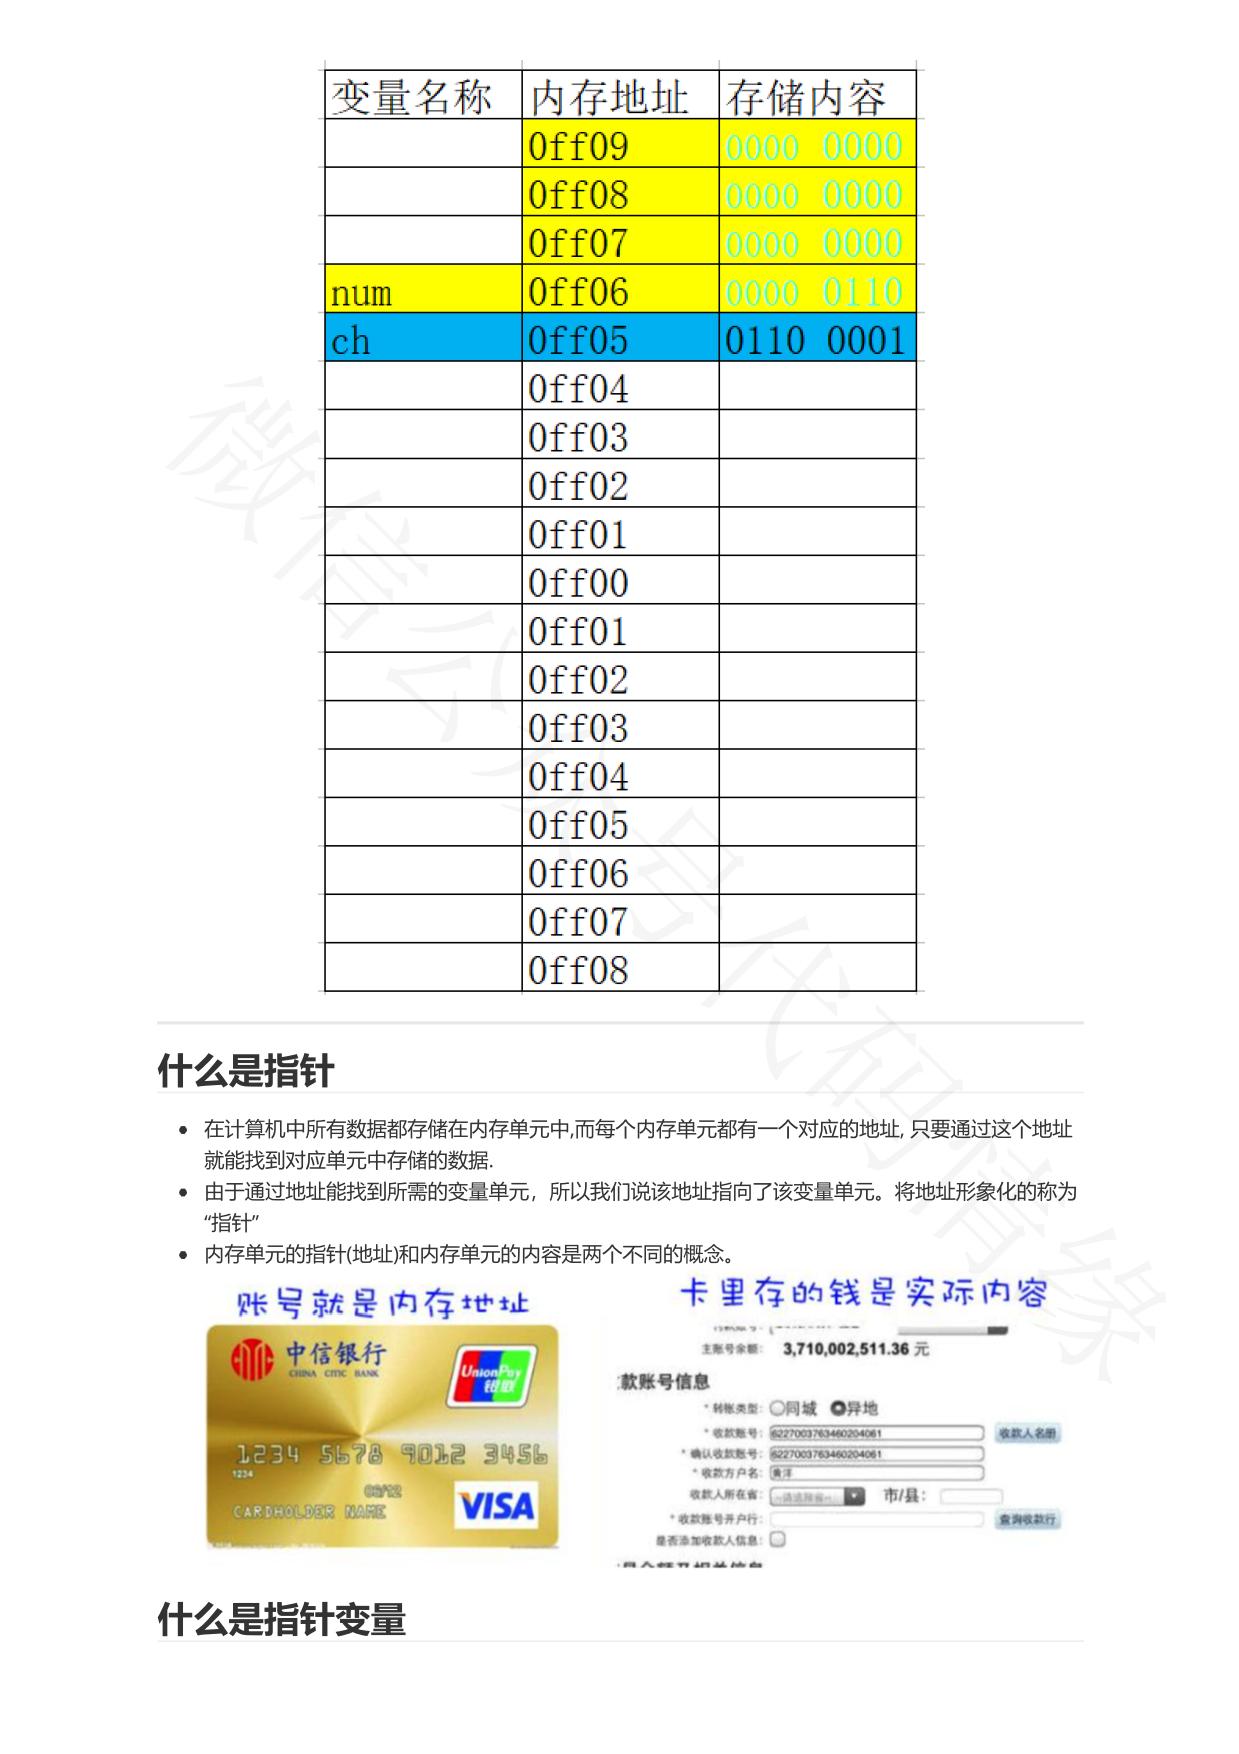 变量名称 内存地址 存储内容
0ff09 0000 0000
0ff08 0000 0000
0ff07 0000 0000
num 0ff06 0000 0110
ch 0ff05 0110 0001
0ff04
0ff03
0ff02
0ff01
0ff00
0ff01
0ff02
0ff03
0ff04
0ff05
0ff06
0ff07
0ff08
微信公众号代码情缘
什么是指针
在计算机中所有数据都存储在内存单元中,而每个内存单元都有一个对应的地址, 只要通过这个地址
就能找到对应单元中存储的数据.
由于通过地址能找到所需的变量单元，所以我们说该地址指向了该变量单元。将地址形象化的称为
“指针”
内存单元的指针(地址)和内存单元的内容是两个不同的概念。
账号就是内存地址
中信银行
CHINA CITIC BANK
UnionPay
银联
1234 5678 9012 3456
1234
06/12
CARDHOLDER NAME
VISA
卡里存的钱是实际内容
主账号余额: 3,710,002,511.36 元
款账号信息
* 转账类型: 同城 异地
* 收款账号: 6227003763460204061 收款人名册
* 确认收款账号: 6227003763460204061
* 收款方户名: 黄洋
收款人所在省: --请选择省-- 市/县:
* 收款账号开户行: 查询收款行
是否添加收款人信息:
什么是指针变量